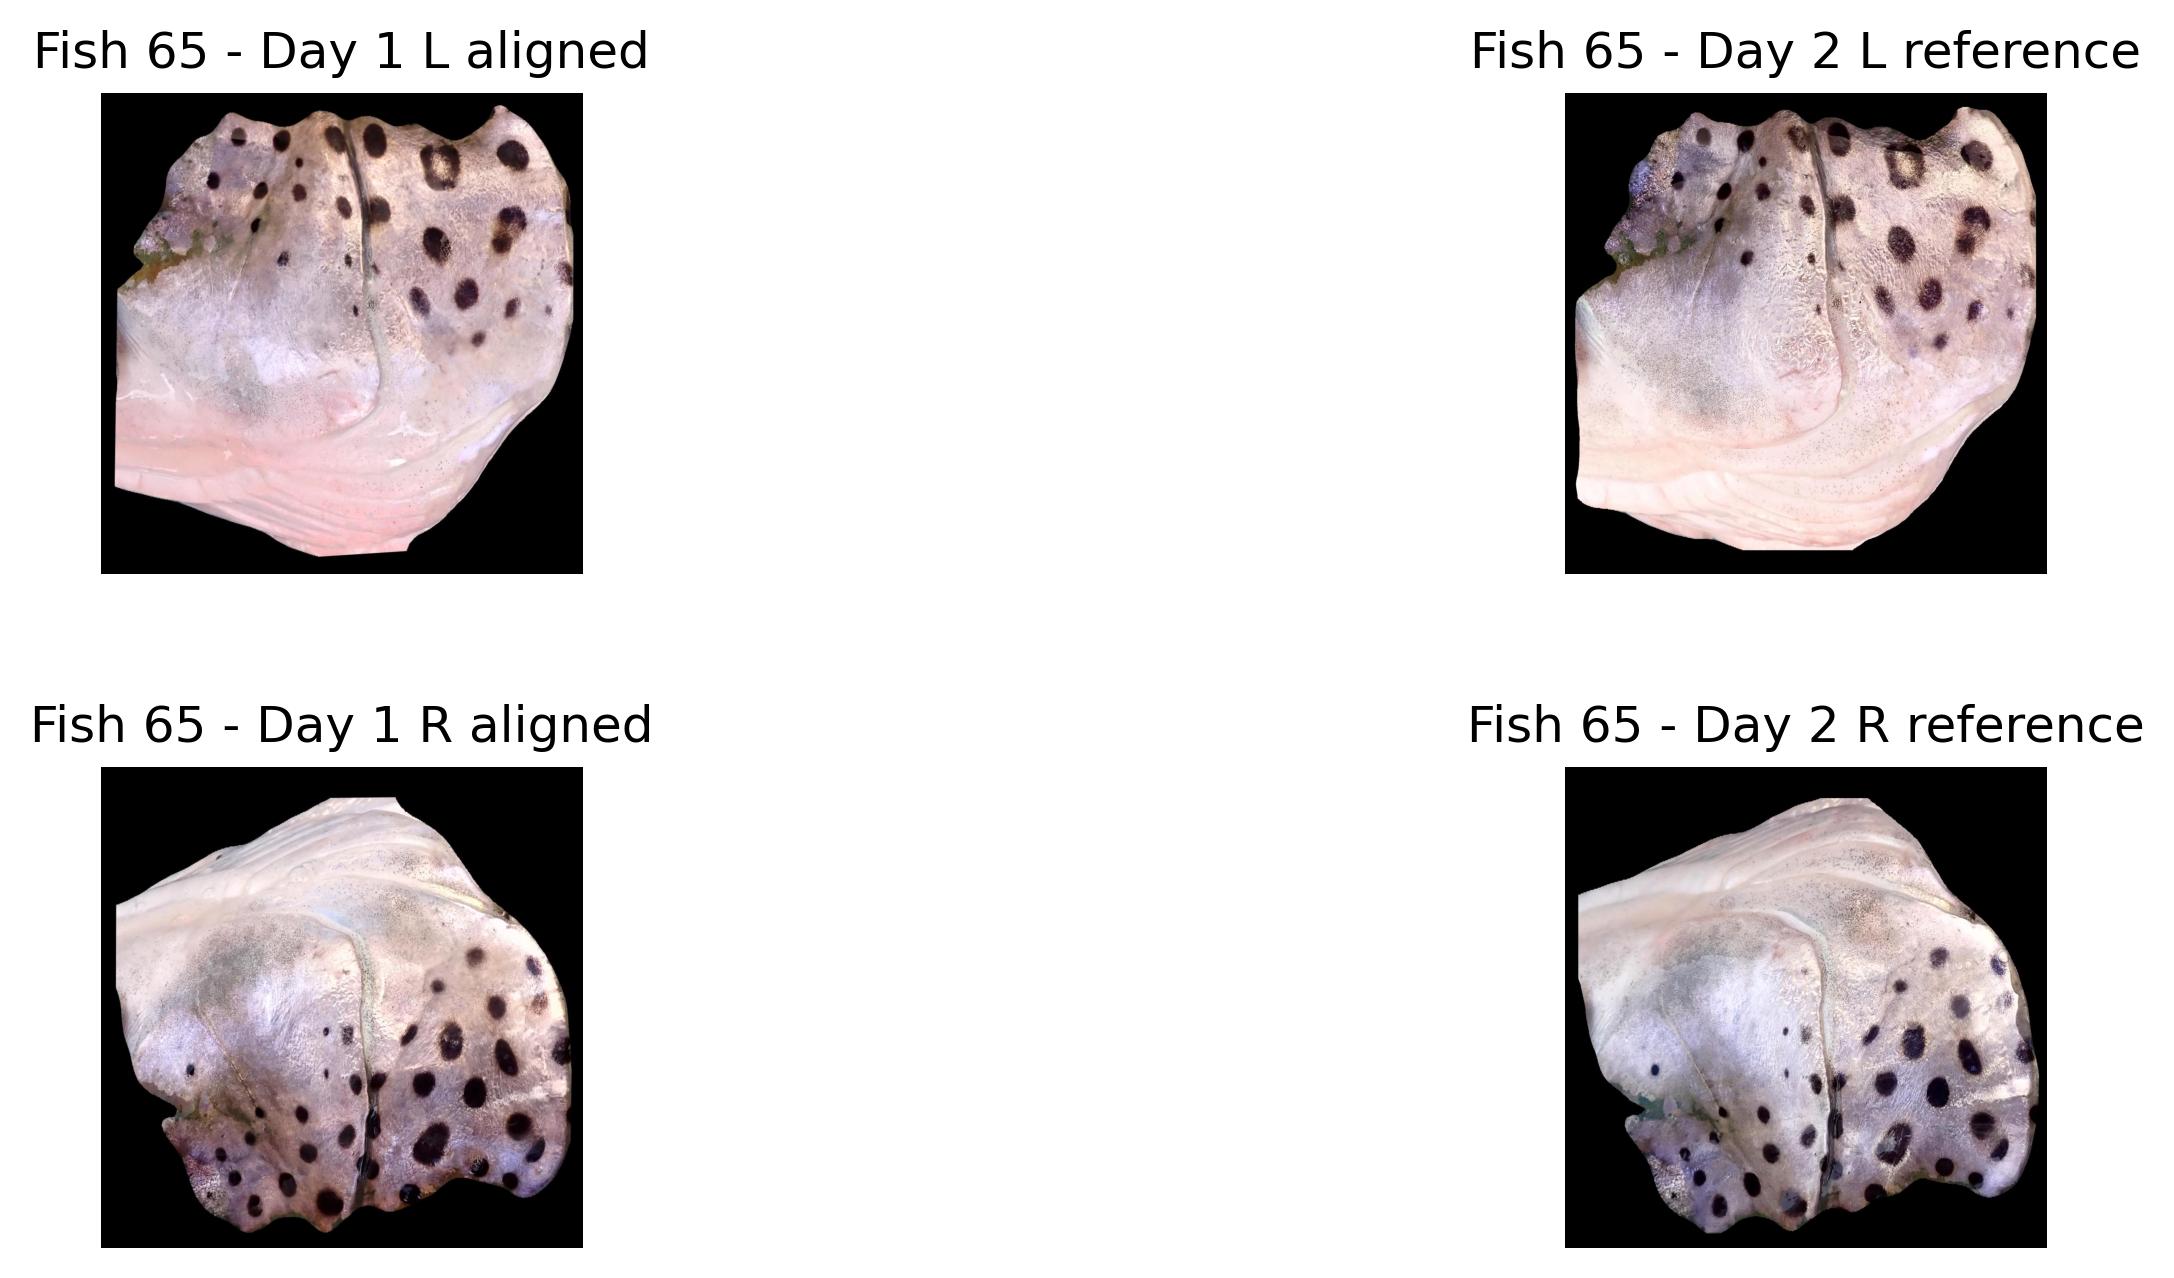 Fish 65 - Day 1 L aligned
Fish 65 - Day 2 L reference
Fish 65 - Day 1 R aligned
Fish 65 - Day 2 R reference